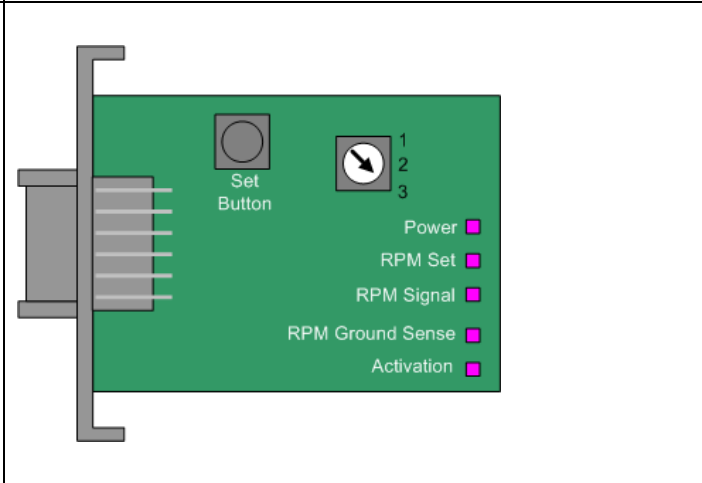 1
2
3
Set
Button
Power
RPM Set
RPM Signal
RPM Ground Sense
Activation